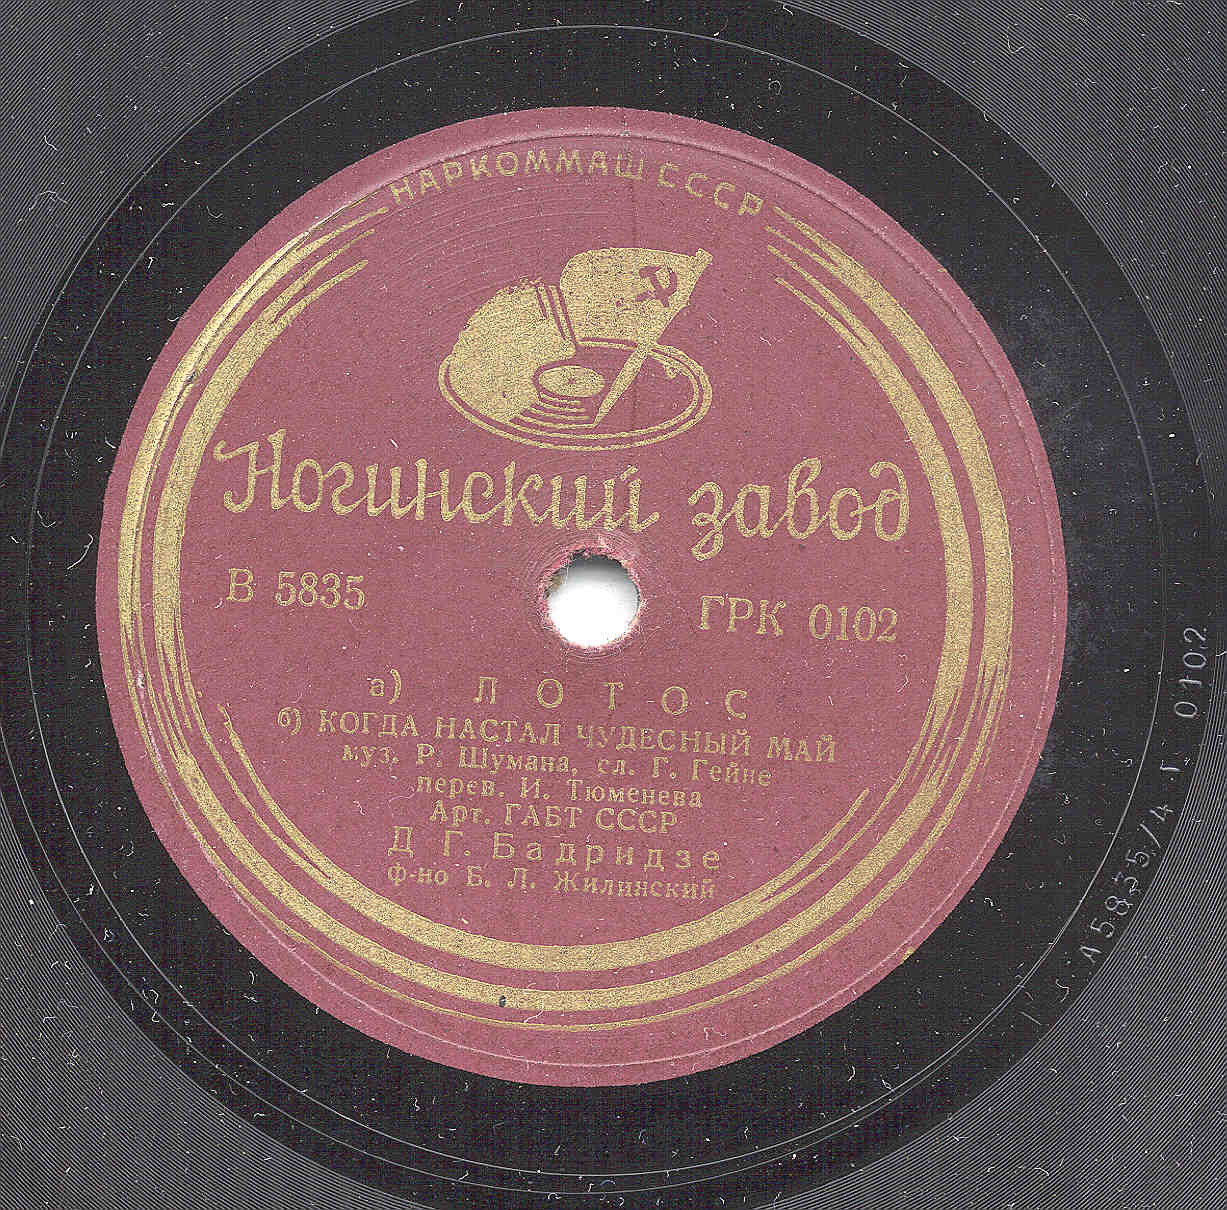 НАРКОММАШ СССР
Ногинский завод
В 5835
ГРК 0102
а) ЛОТОС
б) КОГДА НАСТАЛ ЧУДЕСНЫЙ МАЙ
муз. Р. Шумана, сл. Г. Гейне
перев. И. Тюменева
Арт. ГАБТ СССР
Д Г. Бадридзе
ф-но Б. Л. Жилинский
А 5835/4 Г 0102